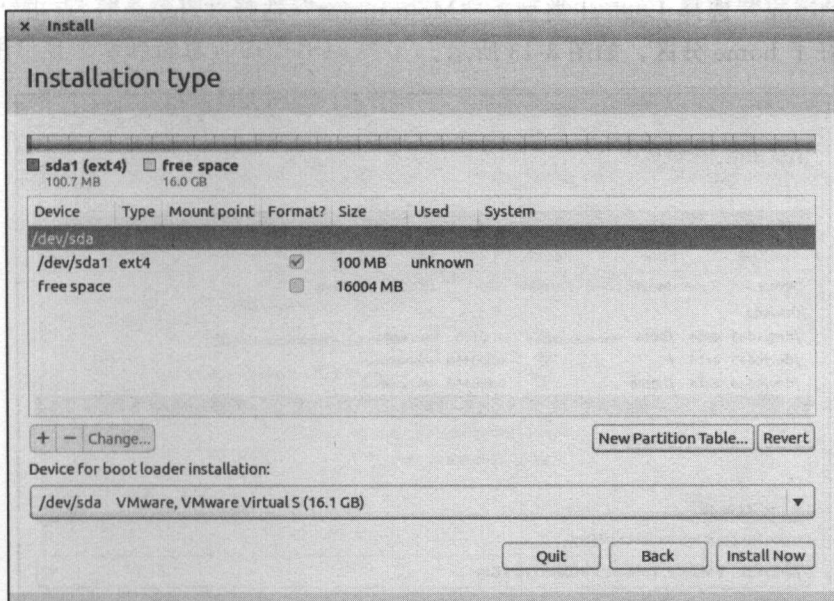 × Install
Installation type
sda1 (ext4) free space
100.7 MB 16.0 GB
Device Type Mount point Format? Size Used System
/dev/sda
/dev/sda1 ext4 100 MB unknown
free space 16004 MB
+ − Change... New Partition Table... Revert
Device for boot loader installation:
/dev/sda VMware, VMware Virtual S (16.1 GB)
Quit Back Install Now